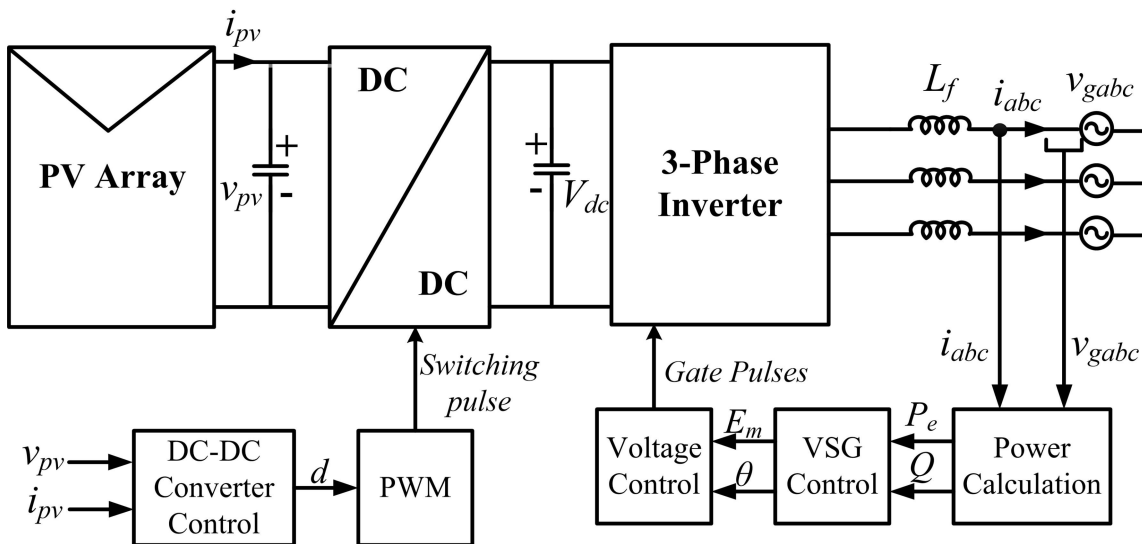 i_pv
PV Array
+
v_pv
-
DC
DC
+
V_dc
-
3-Phase
Inverter
L_f
i_abc
v_gabc
i_abc
v_gabc
Switching
pulse
Gate Pulses
v_pv
i_pv
DC-DC
Converter
Control
d
PWM
Voltage
Control
E_m
θ
VSG
Control
P_e
Q
Power
Calculation